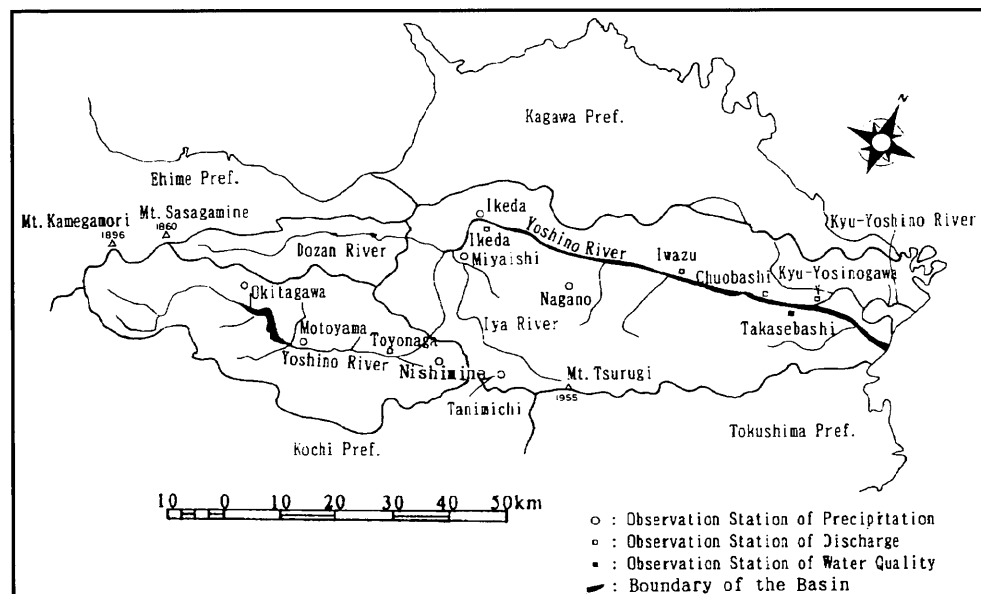 N
Kagawa Pref.
Ehime Pref.
Mt. Kamegamori
1896
Mt. Sasagamine
1860
Ikeda
Kyu-Yoshino River
Dozan River
Ikeda
Yoshino River
Miyaishi
Iwazu
Chuobashi
Kyu-Yosinogawa
Okitagawa
Nagano
Iya River
Takasebashi
Motoyama
Toyonaga
Yoshino River
Nishimine
Mt. Tsurugi
1955
Tanimichi
Kochi Pref.
Tokushima Pref.
10 0 10 20 30 40 50km
: Observation Station of Precipitation
: Observation Station of Discharge
: Observation Station of Water Quality
: Boundary of the Basin